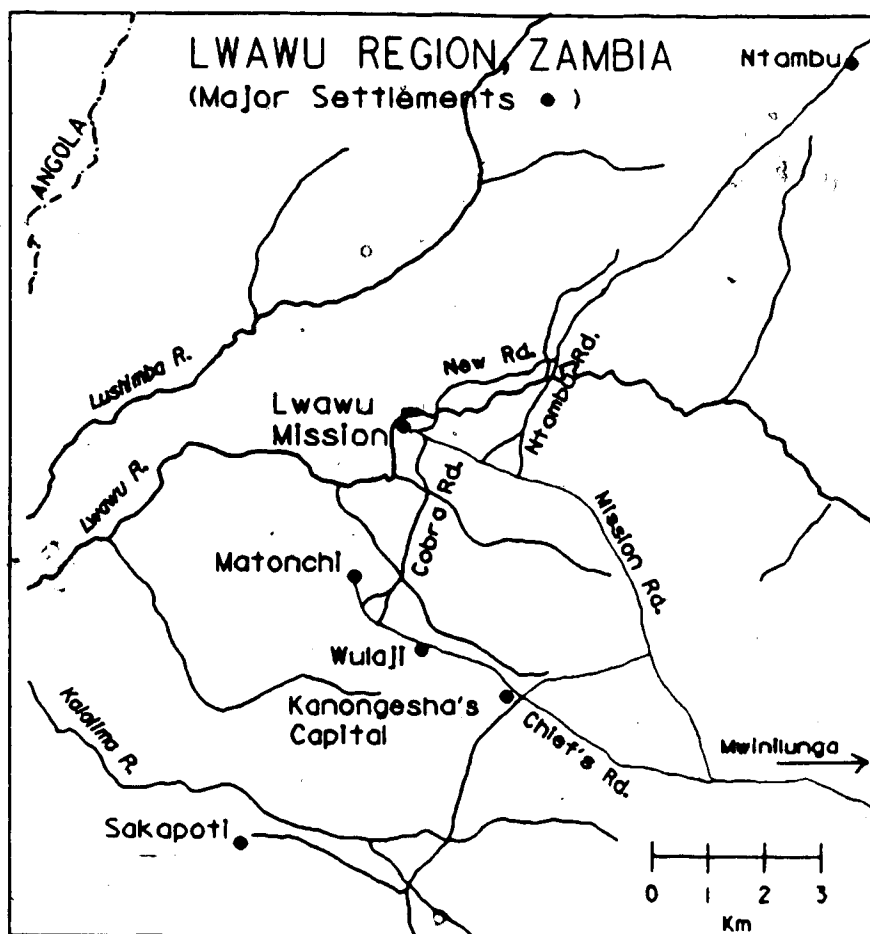 LWAWU REGION, ZAMBIA
(Major Settlements ● )
Ntambu
ANGOLA
Lushimba R.
New Rd.
Ntambu Rd.
Lwawu
Mission
Lwawu R.
Cobra Rd.
Mission Rd.
Matonchi
Wulaji
Kanongesha's
Capital
Kalalima R.
Chief's Rd.
Mwinilunga
Sakapoti
0 1 2 3
Km